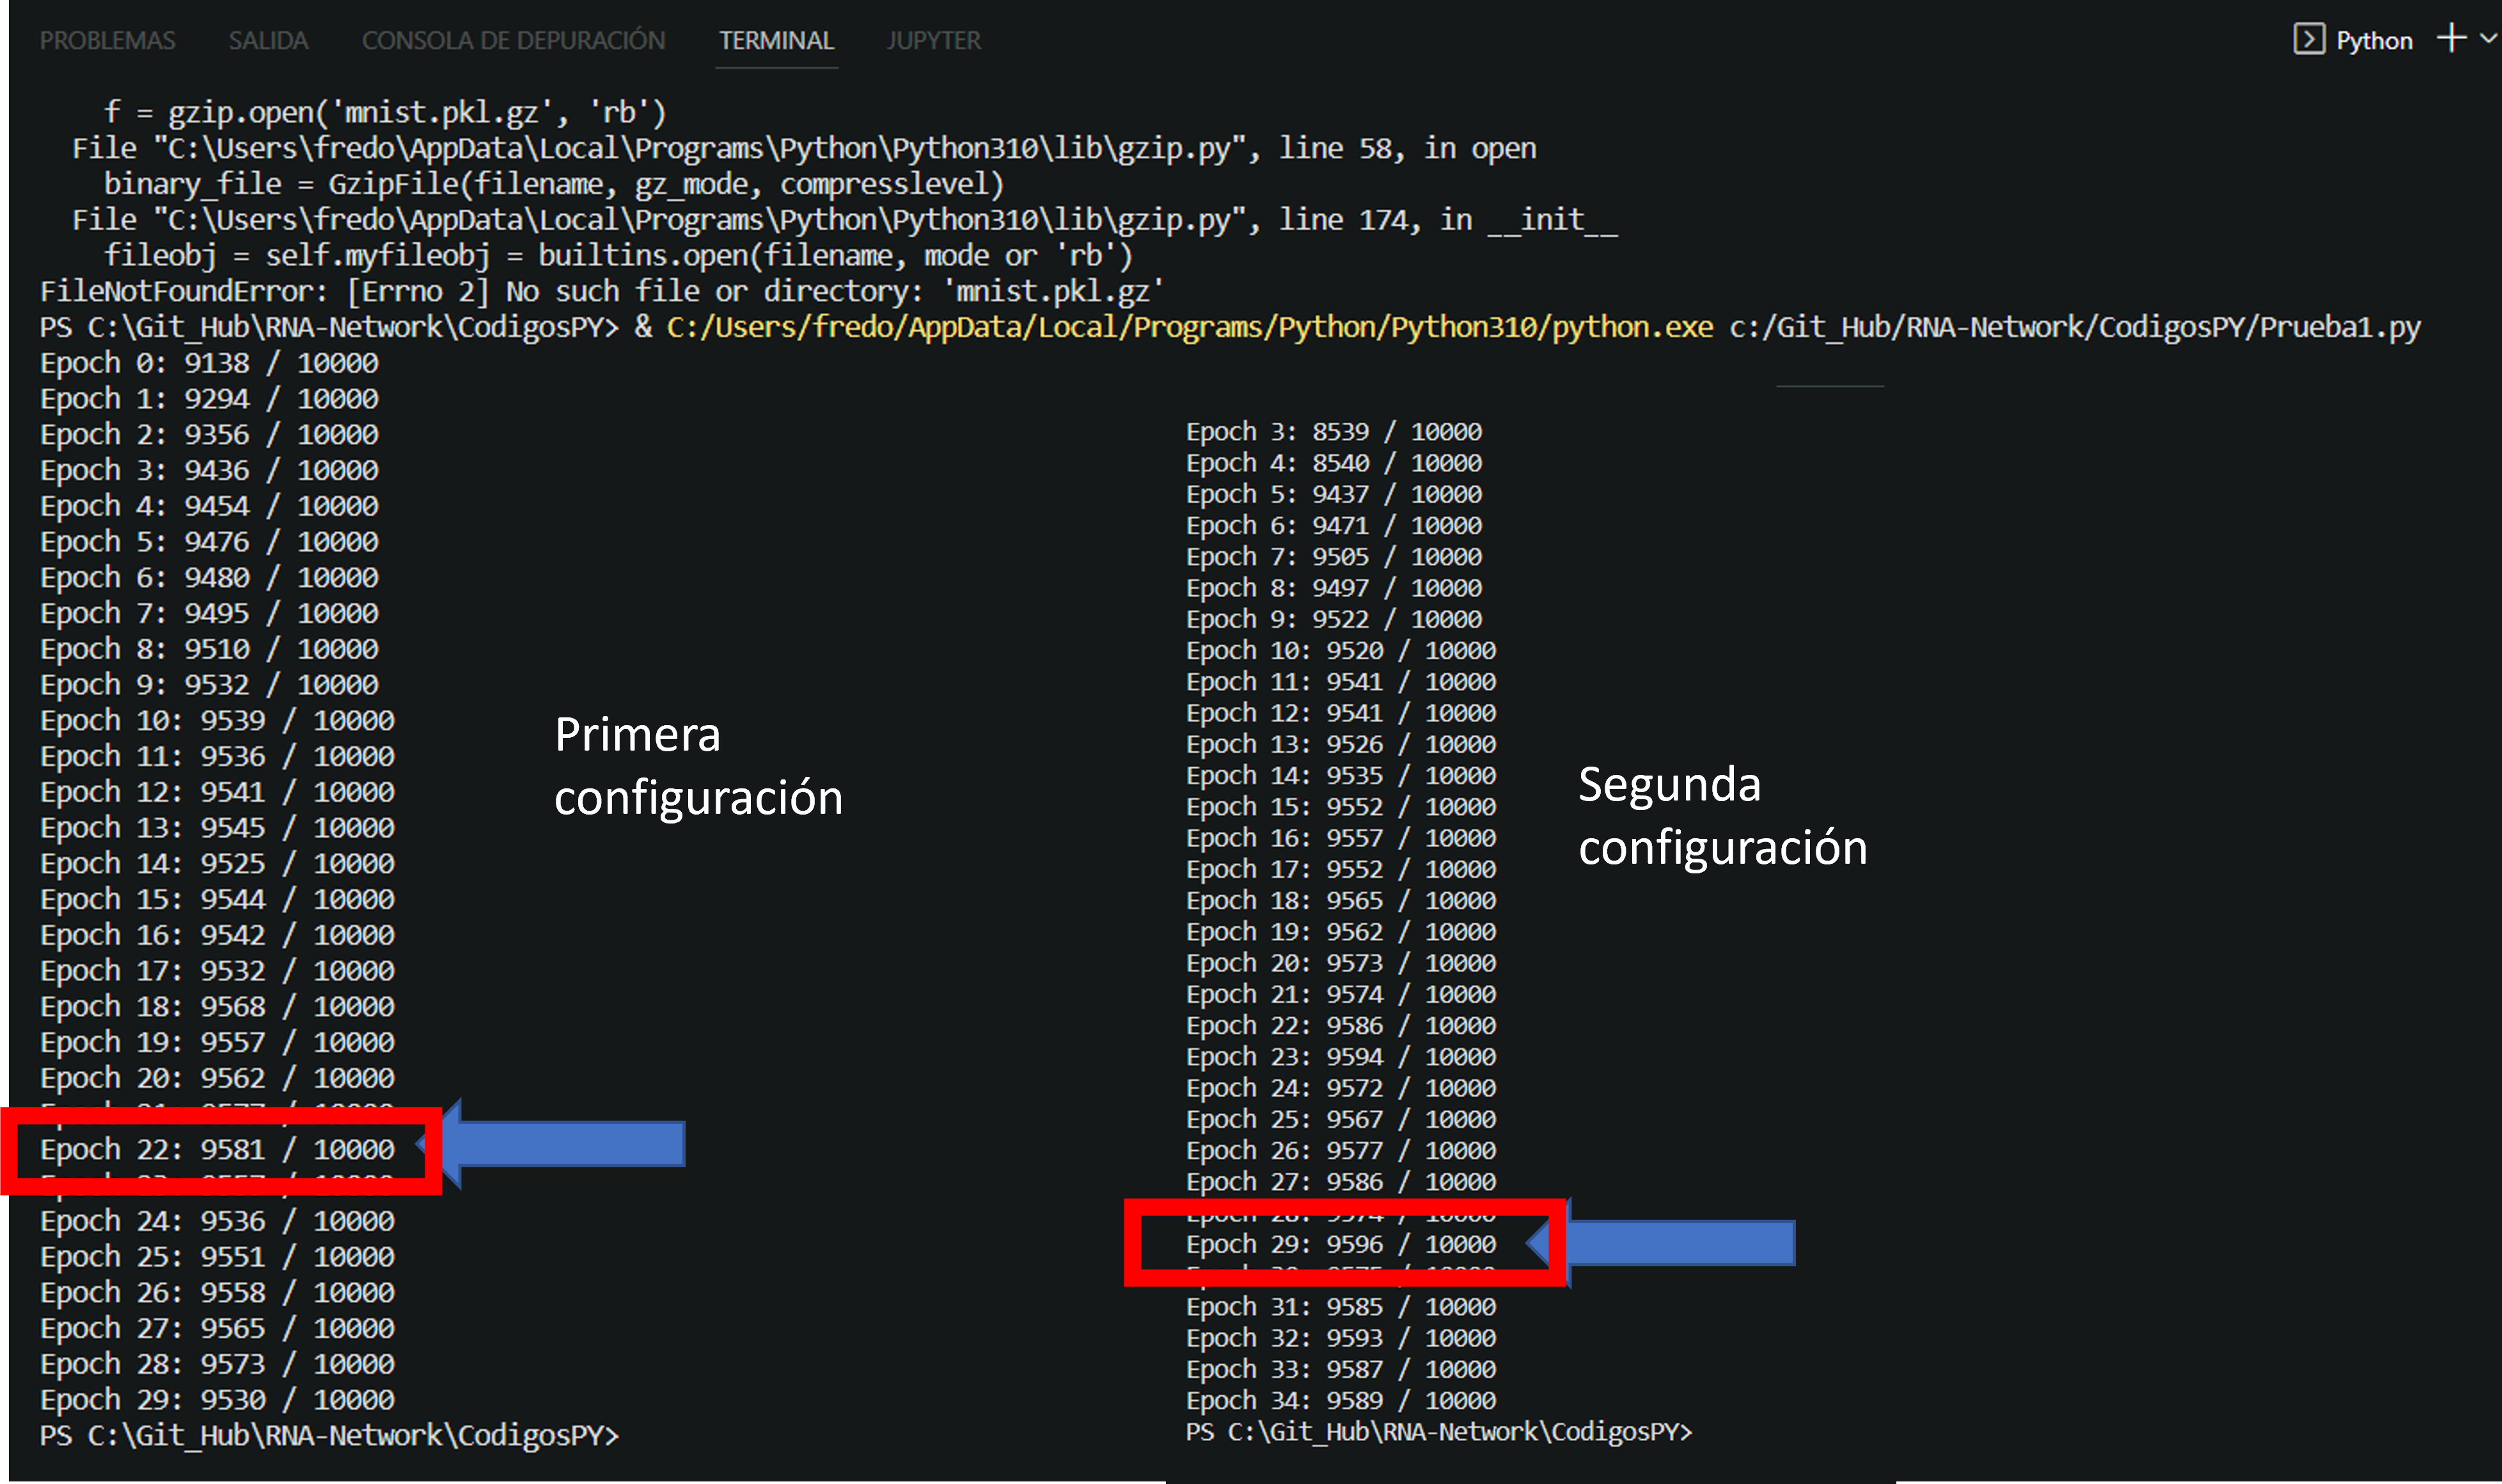 PROBLEMAS SALIDA CONSOLA DE DEPURACIÓN TERMINAL JUPYTER Python
f = gzip.open('mnist.pkl.gz', 'rb')
File "C:\Users\fredo\AppData\Local\Programs\Python\Python310\lib\gzip.py", line 58, in open
binary_file = GzipFile(filename, gz_mode, compresslevel)
File "C:\Users\fredo\AppData\Local\Programs\Python\Python310\lib\gzip.py", line 174, in __init__
fileobj = self.myfileobj = builtins.open(filename, mode or 'rb')
FileNotFoundError: [Errno 2] No such file or directory: 'mnist.pkl.gz'
PS C:\Git_Hub\RNA-Network\CodigosPY> & C:/Users/fredo/AppData/Local/Programs/Python/Python310/python.exe c:/Git_Hub/RNA-Network/CodigosPY/Prueba1.py
Epoch 0: 9138 / 10000
Epoch 1: 9294 / 10000
Epoch 2: 9356 / 10000
Epoch 3: 9436 / 10000
Epoch 4: 9454 / 10000
Epoch 5: 9476 / 10000
Epoch 6: 9480 / 10000
Epoch 7: 9495 / 10000
Epoch 8: 9510 / 10000
Epoch 9: 9532 / 10000
Epoch 10: 9539 / 10000
Epoch 11: 9536 / 10000
Epoch 12: 9541 / 10000
Epoch 13: 9545 / 10000
Epoch 14: 9525 / 10000
Epoch 15: 9544 / 10000
Epoch 16: 9542 / 10000
Epoch 17: 9532 / 10000
Epoch 18: 9568 / 10000
Epoch 19: 9557 / 10000
Epoch 20: 9562 / 10000
Epoch 22: 9581 / 10000
Epoch 24: 9536 / 10000
Epoch 25: 9551 / 10000
Epoch 26: 9558 / 10000
Epoch 27: 9565 / 10000
Epoch 28: 9573 / 10000
Epoch 29: 9530 / 10000
PS C:\Git_Hub\RNA-Network\CodigosPY>
Primera
configuración
Epoch 3: 8539 / 10000
Epoch 4: 8540 / 10000
Epoch 5: 9437 / 10000
Epoch 6: 9471 / 10000
Epoch 7: 9505 / 10000
Epoch 8: 9497 / 10000
Epoch 9: 9522 / 10000
Epoch 10: 9520 / 10000
Epoch 11: 9541 / 10000
Epoch 12: 9541 / 10000
Epoch 13: 9526 / 10000
Epoch 14: 9535 / 10000
Epoch 15: 9552 / 10000
Epoch 16: 9557 / 10000
Epoch 17: 9552 / 10000
Epoch 18: 9565 / 10000
Epoch 19: 9562 / 10000
Epoch 20: 9573 / 10000
Epoch 21: 9574 / 10000
Epoch 22: 9586 / 10000
Epoch 23: 9594 / 10000
Epoch 24: 9572 / 10000
Epoch 25: 9567 / 10000
Epoch 26: 9577 / 10000
Epoch 27: 9586 / 10000
Epoch 28: 9574 / 10000
Epoch 29: 9596 / 10000
Epoch 31: 9585 / 10000
Epoch 32: 9593 / 10000
Epoch 33: 9587 / 10000
Epoch 34: 9589 / 10000
PS C:\Git_Hub\RNA-Network\CodigosPY>
Segunda
configuración